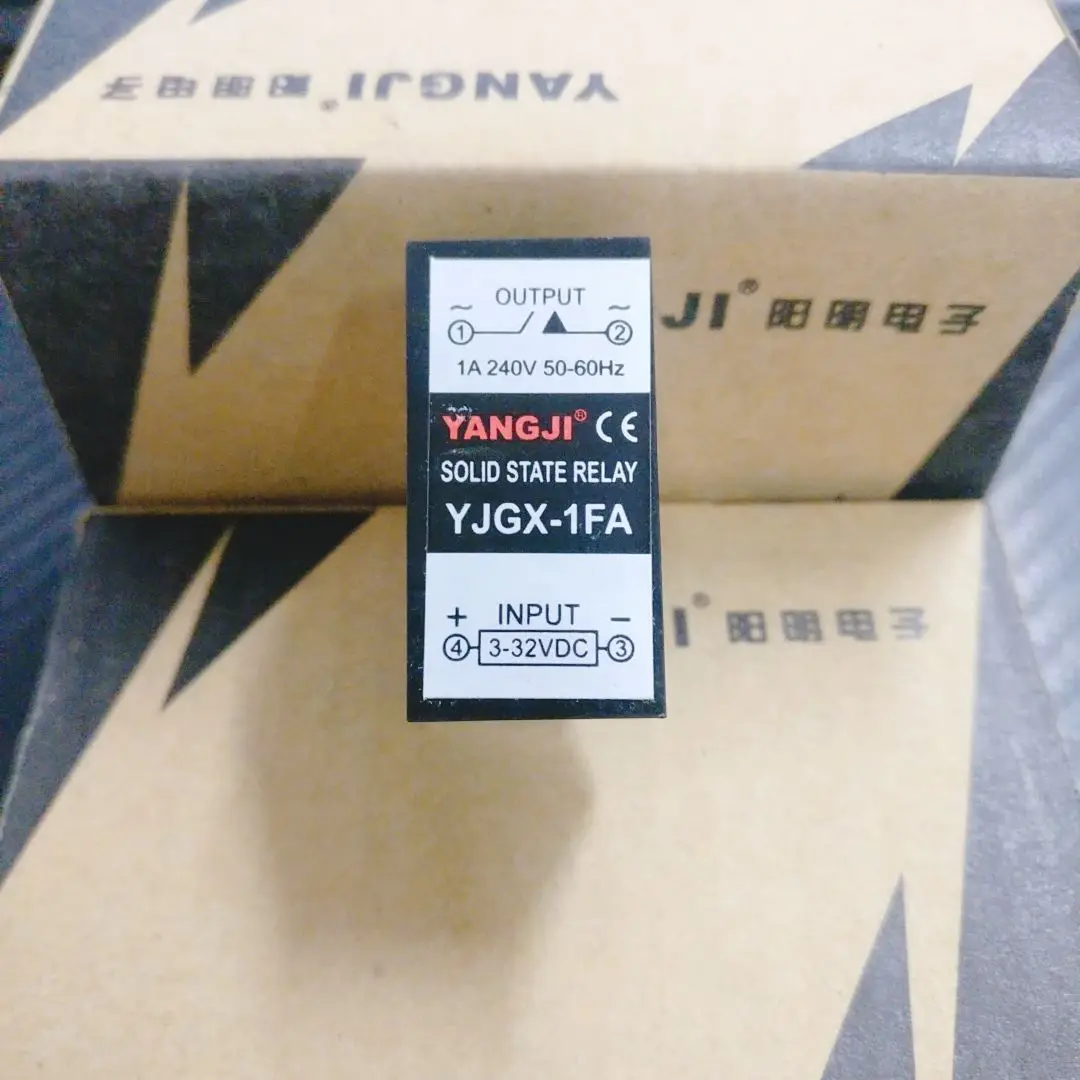 YANGJI® 阳明电子
JI® 阳明电子
~ OUTPUT ~
1 2
1A 240V 50-60Hz
YANGJI® CE
SOLID STATE RELAY
YJGX-1FA
+ INPUT −
4 3-32VDC 3
I® 阳明电子